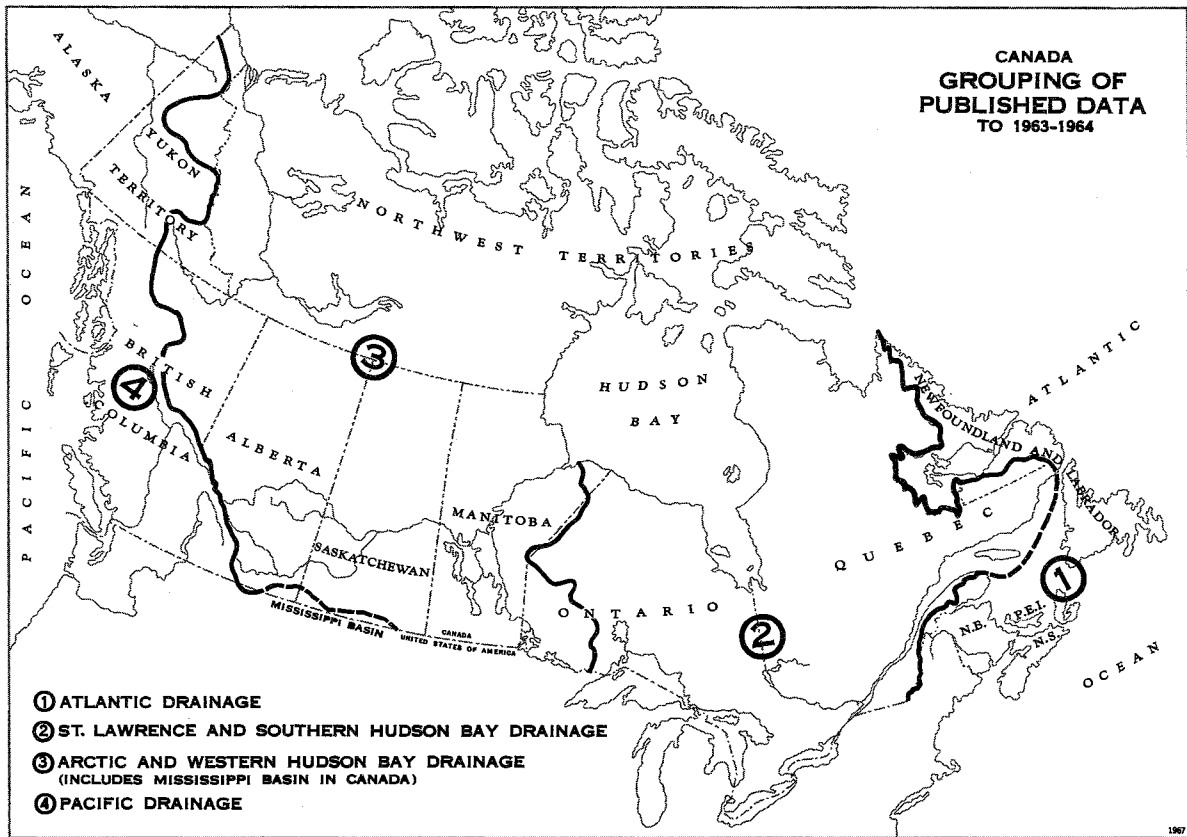 CANADA
GROUPING OF
PUBLISHED DATA
TO 1963-1964
ALASKA
YUKON
TERRITORY
PACIFIC OCEAN
NORTHWEST TERRITORIES
BRITISH
COLUMBIA
4
3
ALBERTA
SASKATCHEWAN
MANITOBA
HUDSON
BAY
ONTARIO
2
QUEBEC
NEWFOUNDLAND AND LABRADOR
ATLANTIC
OCEAN
1
N.B.
P.E.I.
N.S.
MISSISSIPPI BASIN
CANADA
UNITED STATES OF AMERICA
1 ATLANTIC DRAINAGE
2 ST. LAWRENCE AND SOUTHERN HUDSON BAY DRAINAGE
3 ARCTIC AND WESTERN HUDSON BAY DRAINAGE
(INCLUDES MISSISSIPPI BASIN IN CANADA)
4 PACIFIC DRAINAGE
1967